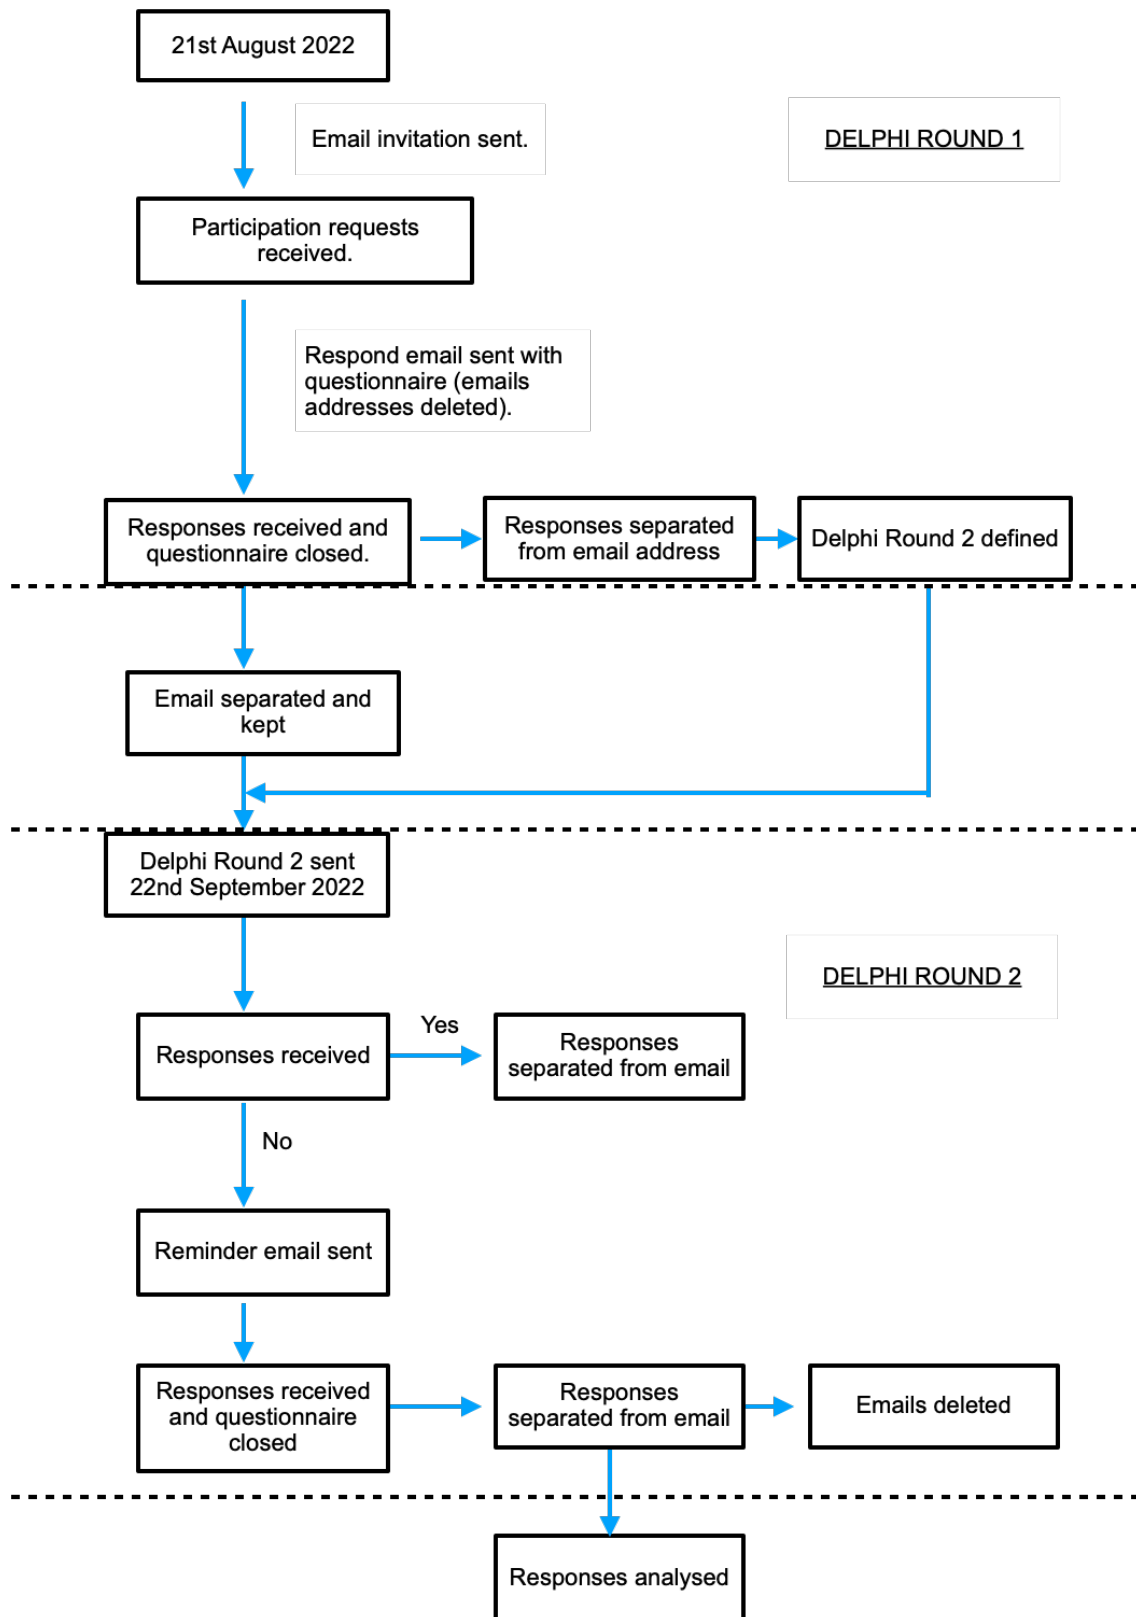 21st August 2022
Email invitation sent.
DELPHI ROUND 1
Participation requests
received.
Respond email sent with
questionnaire (emails
addresses deleted).
Responses received and
questionnaire closed.
Responses separated
from email address
Delphi Round 2 defined
Email separated and
kept
Delphi Round 2 sent
22nd September 2022
DELPHI ROUND 2
Responses received
Yes
Responses
separated from email
No
Reminder email sent
Responses received
and questionnaire
closed
Responses
separated from email
Emails deleted
Responses analysed